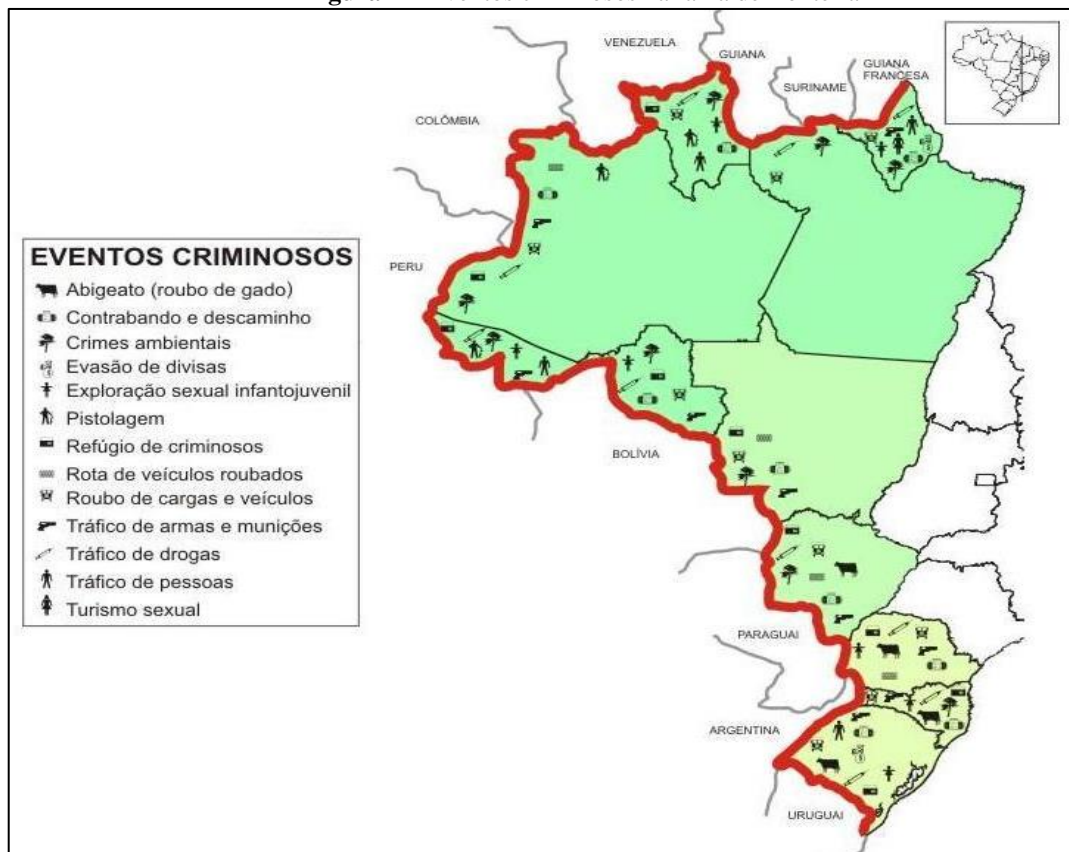 VENEZUELA
GUIANA
GUIANA
FRANCESA
SURINAME
COLÔMBIA
PERU
EVENTOS CRIMINOSOS
Abigeato (roubo de gado)
Contrabando e descaminho
Crimes ambientais
Evasão de divisas
Exploração sexual infantojuvenil
Pistolagem
Refúgio de criminosos
Rota de veículos roubados
Roubo de cargas e veículos
Tráfico de armas e munições
Tráfico de drogas
Tráfico de pessoas
Turismo sexual
BOLÍVIA
PARAGUAI
ARGENTINA
URUGUAI